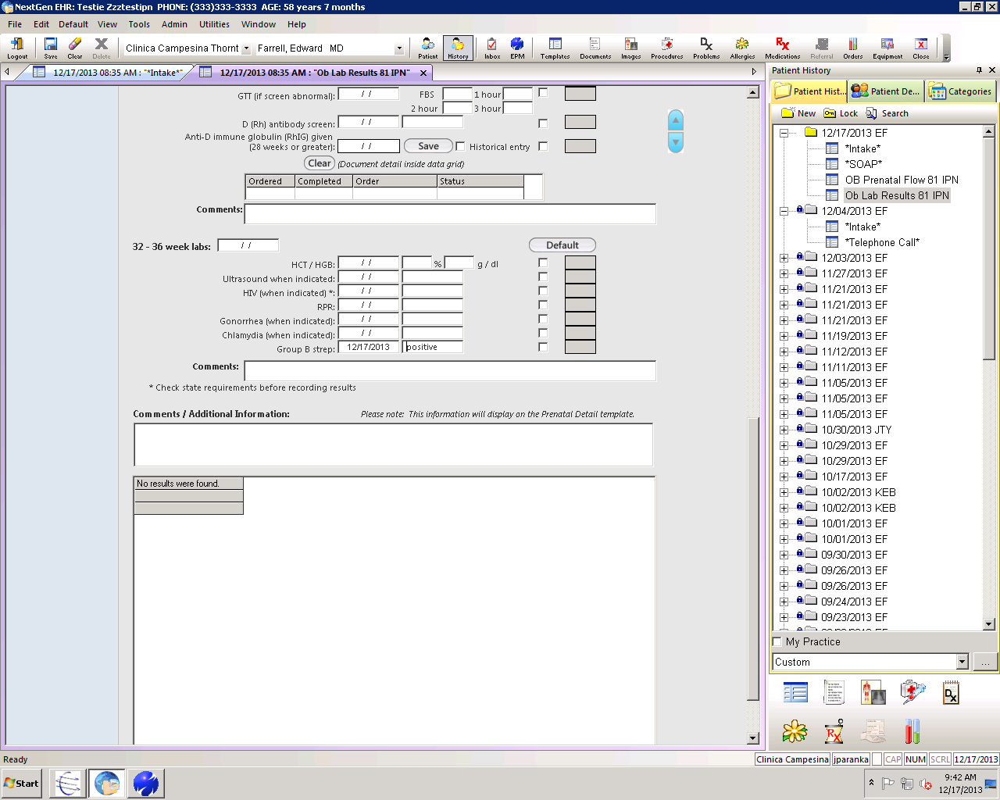 NextGen EHR: Testie Zzztestipn  PHONE: (333)333-3333  AGE: 58 years 7 months
File Edit Default View Tools Admin Utilities Window Help
Logout Save Clear Delete Clinica Campesina Thornt Farrell, Edward  MD Patient History Inbox EPM Templates Documents Images Procedures Problems Allergies Medications Referral Orders Equipment Close
12/17/2013 08:35 AM : "*Intake*" 12/17/2013 08:35 AM : "Ob Lab Results 81 IPN"
GTT (if screen abnormal): / / FBS 1 hour
2 hour 3 hour
D (Rh) antibody screen: / /
Anti-D immune globulin (RhIG) given
(28 weeks or greater): / / Save Historical entry
Clear (Document detail inside data grid)
Ordered Completed Order Status
Comments:
32 - 36 week labs: / / Default
HCT / HGB: / / % g / dl
Ultrasound when indicated: / /
HIV (when indicated) *: / /
RPR: / /
Gonorrhea (when indicated): / /
Chlamydia (when indicated): / /
Group B strep: 12/17/2013 positive
Comments:
* Check state requirements before recording results
Comments / Additional Information: Please note:  This information will display on the Prenatal Detail template.
No results were found.
Patient History
Patient Hist... Patient De... Categories
New Lock Search
12/17/2013 EF
*Intake*
*SOAP*
OB Prenatal Flow 81 IPN
Ob Lab Results 81 IPN
12/04/2013 EF
*Intake*
*Telephone Call*
12/03/2013 EF
11/27/2013 EF
11/21/2013 EF
11/21/2013 EF
11/21/2013 EF
11/19/2013 EF
11/12/2013 EF
11/11/2013 EF
11/05/2013 EF
11/05/2013 EF
11/05/2013 EF
10/30/2013 JTY
10/29/2013 EF
10/29/2013 EF
10/17/2013 EF
10/02/2013 KEB
10/02/2013 KEB
10/01/2013 EF
10/01/2013 EF
09/30/2013 EF
09/26/2013 EF
09/26/2013 EF
09/24/2013 EF
09/23/2013 EF
My Practice
Custom ...
Ready Clinica Campesina jparanka CAP NUM SCRL 12/17/2013
Start 9:42 AM
12/17/2013